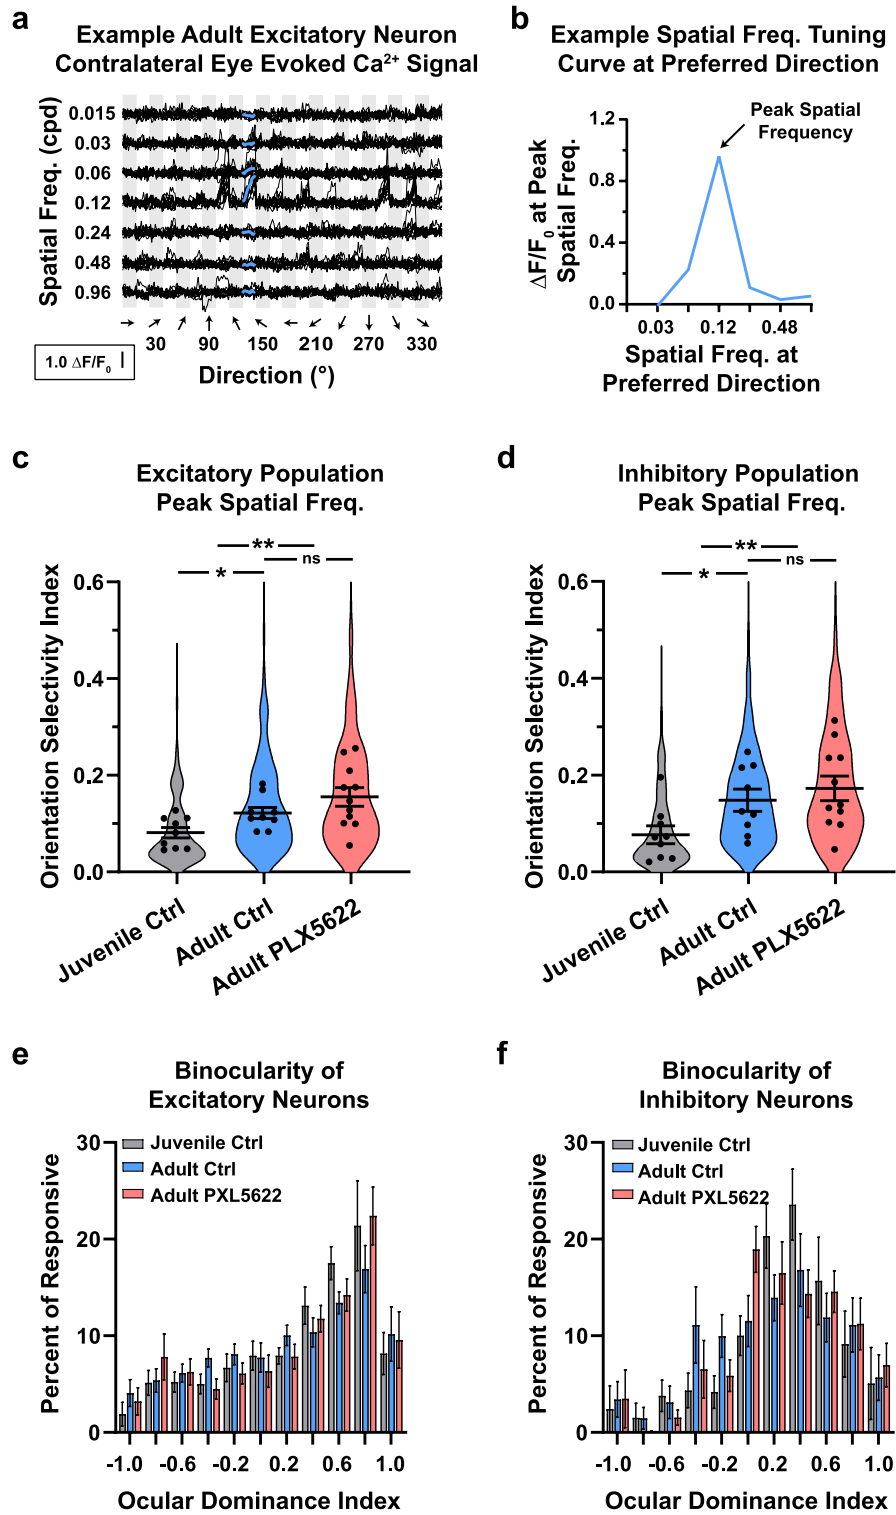 a
Example Adult Excitatory Neuron
Contralateral Eye Evoked Ca²⁺ Signal
Spatial Freq. (cpd)
0.015
0.03
0.06
0.12
0.24
0.48
0.96
30 90 150 210 270 330
1.0 ΔF/F₀
Direction (°)
b
Example Spatial Freq. Tuning
Curve at Preferred Direction
Peak Spatial
Frequency
ΔF/F₀ at Peak
Spatial Freq.
1.2
0.8
0.4
0.0
0.03 0.12 0.48
Spatial Freq. at
Preferred Direction
c
Excitatory Population
Peak Spatial Freq.
**
* ns
Orientation Selectivity Index
0.6
0.4
0.2
0.0
Juvenile Ctrl
Adult Ctrl
Adult PLX5622
d
Inhibitory Population
Peak Spatial Freq.
**
* ns
Orientation Selectivity Index
0.6
0.4
0.2
0.0
Juvenile Ctrl
Adult Ctrl
Adult PLX5622
e
Binocularity of
Excitatory Neurons
Percent of Responsive
30
20
10
0
Juvenile Ctrl
Adult Ctrl
Adult PXL5622
-1.0 -0.6 -0.2 0.2 0.6 1.0
Ocular Dominance Index
f
Binocularity of
Inhibitory Neurons
Percent of Responsive
30
20
10
0
Juvenile Ctrl
Adult Ctrl
Adult PXL5622
-1.0 -0.6 -0.2 0.2 0.6 1.0
Ocular Dominance Index